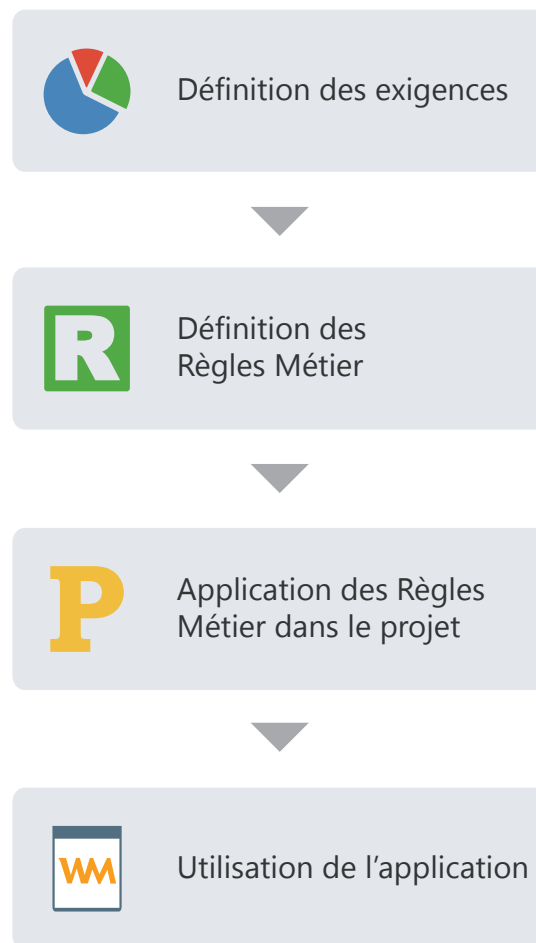 Définition des exigences
R
Définition des
Règles Métier
P
Application des Règles
Métier dans le projet
WM
Utilisation de l’application